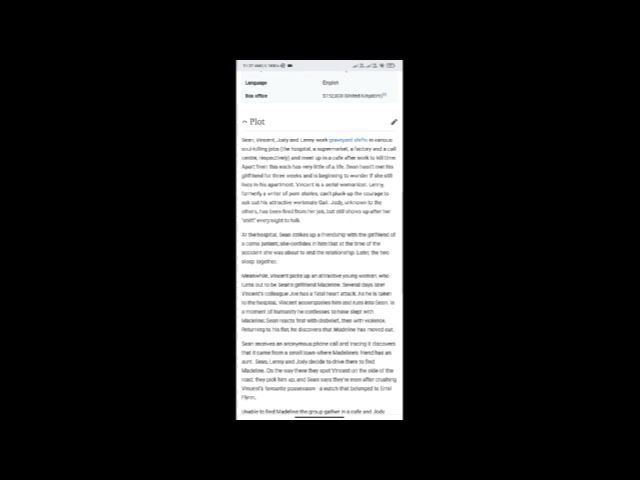 Language English
Box office $152,308 (United Kingdom)
Plot
Sean, Vincent, Jody and Lenny work graveyard shifts in various
soul-killing jobs (the hospital, a supermarket, a factory and a call
centre, respectively) and meet up in a cafe after work to kill time.
Apart from this each has very little of a life. Sean hasn't met his
girlfriend for three weeks and is beginning to wonder if she still
lives in his apartment. Vincent is a serial womanizer. Lenny,
formerly a writer of porn stories, can't pluck up the courage to
ask out his attractive workmate Gail. Jody, unknown to the
others, has been fired from her job, but still shows up after her
"shift" every night to talk.
At the hospital, Sean strikes up a friendship with the girlfriend of
a coma patient; she confides in him that at the time of the
accident she was about to end the relationship. Later, the two
sleep together.
Meanwhile, Vincent picks up an attractive young woman, who
turns out to be Sean's girlfriend Madeline. Several days later
Vincent's colleague Joe has a fatal heart attack. As he is taken
to the hospital, Vincent accompanies him and runs into Sean. In
a moment of humanity he confesses to have slept with
Madeline; Sean reacts first with disbelief, then with violence.
Returning to his flat, he discovers that Madeline has moved out.
Sean receives an anonymous phone call and tracing it discovers
that it came from a small town where Madeline's friend has an
aunt. Sean, Lenny and Jody decide to drive there to find
Madeline. On the way there they spot Vincent on the side of the
road; they pick him up, and Sean says they're even after crushing
Vincent's favourite possession - a watch that belonged to Errol
Flynn.
Unable to find Madeline the group gather in a cafe and Jody